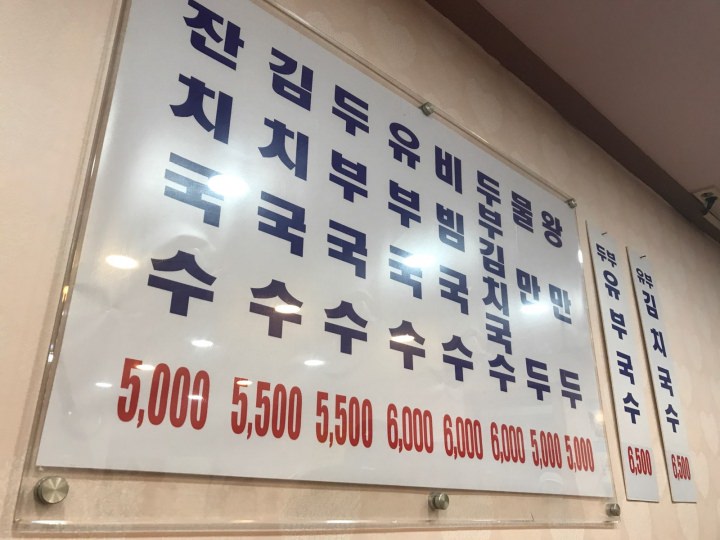 잔치국수 5,000
김치국수 5,500
두부국수 5,500
유부국수 6,000
비빔국수 6,000
두부김치국수 6,000
물만두 5,000
왕만두 5,000
두부유부국수 6,500
유부김치국수 6,500